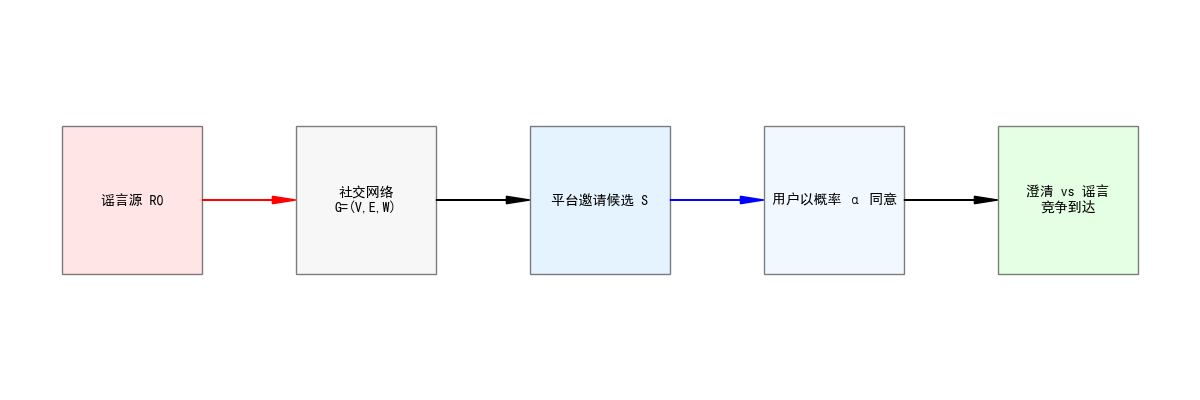 谣言源 R0
社交网络
G=(V,E,W)
平台邀请候选 S
用户以概率 α 同意
澄清 vs 谣言
竞争到达